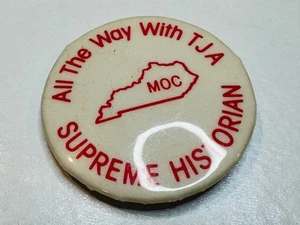 All The Way With TJA
MOC
SUPREME HISTORIAN